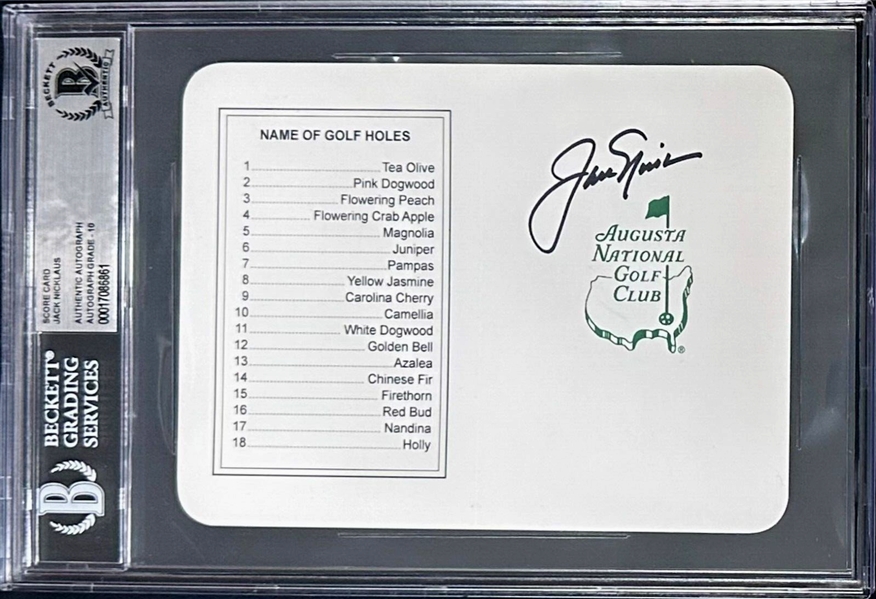 BECKETT
AUTHENTIC
SCORE CARD
JACK NICKLAUS
AUTHENTIC AUTOGRAPH
AUTOGRAPH GRADE - 10
00017086861
BECKETT®
GRADING
SERVICES
NAME OF GOLF HOLES
1 Tea Olive
2 Pink Dogwood
3 Flowering Peach
4 Flowering Crab Apple
5 Magnolia
6 Juniper
7 Pampas
8 Yellow Jasmine
9 Carolina Cherry
10 Camellia
11 White Dogwood
12 Golden Bell
13 Azalea
14 Chinese Fir
15 Firethorn
16 Red Bud
17 Nandina
18 Holly
AUGUSTA
NATIONAL
GOLF
CLUB
®